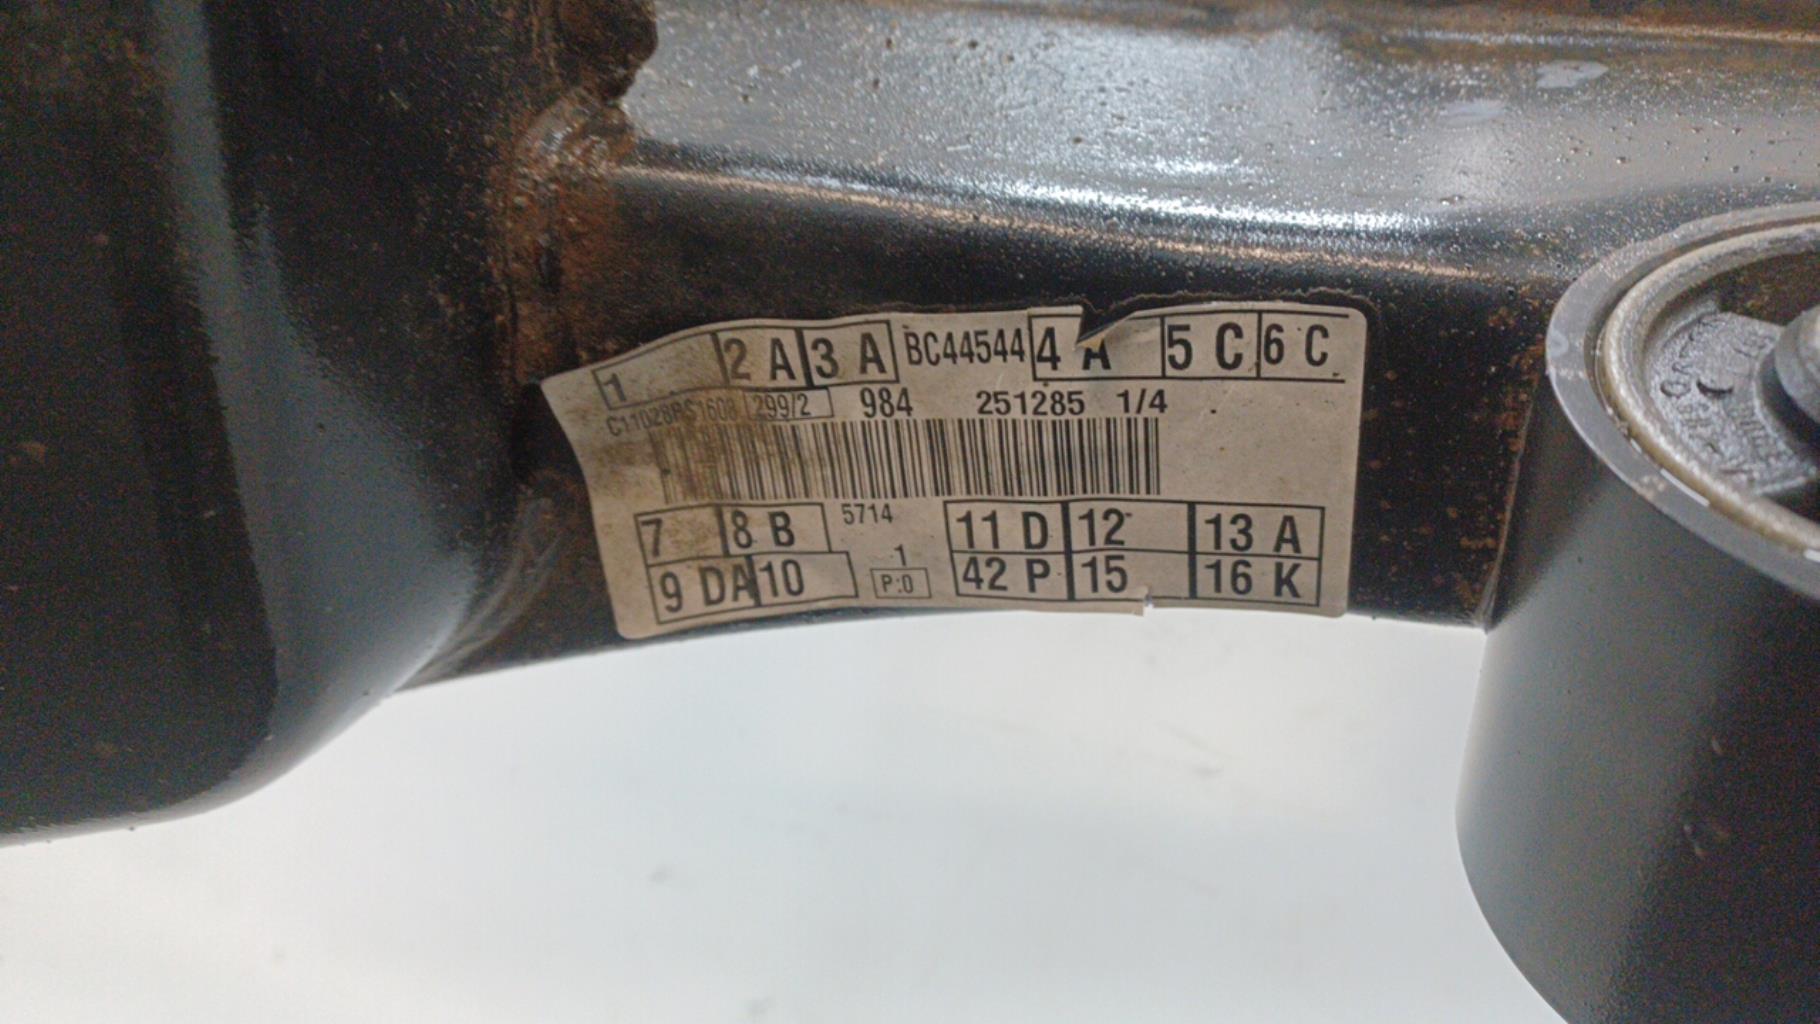 1 2 A 3 A BC44544 4 A 5 C 6 C
299/2 984 251285 1/4
7 8 B 5714 11 D 12 13 A
1
9 DA 10 P:0 42 P 15 16 K